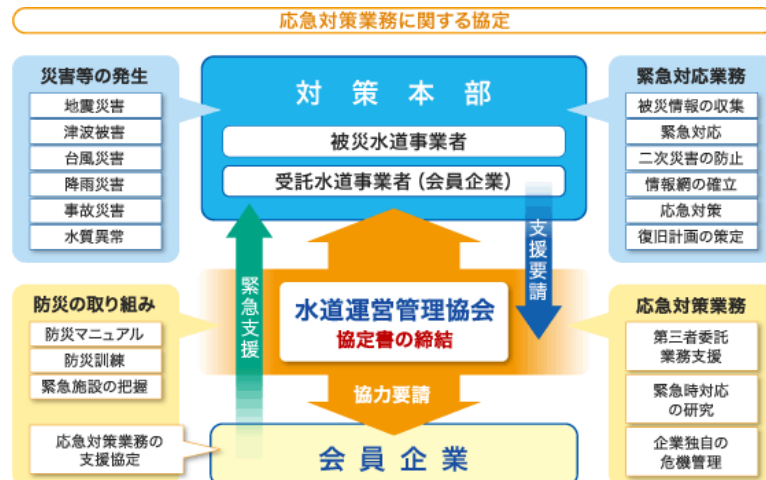 応急対策業務に関する協定
災害等の発生
地震災害
津波被害
台風災害
降雨災害
事故災害
水質異常
対策本部
被災水道事業者
受託水道事業者（会員企業）
緊急対応業務
被災情報の収集
緊急対応
二次災害の防止
情報網の確立
応急対策
復旧計画の策定
緊急支援
支援要請
防災の取り組み
防災マニュアル
防災訓練
緊急施設の把握
応急対策業務の
支援協定
水道運営管理協会
協定書の締結
協力要請
会員企業
応急対策業務
第三者委託
業務支援
緊急時対応
の研究
企業独自の
危機管理